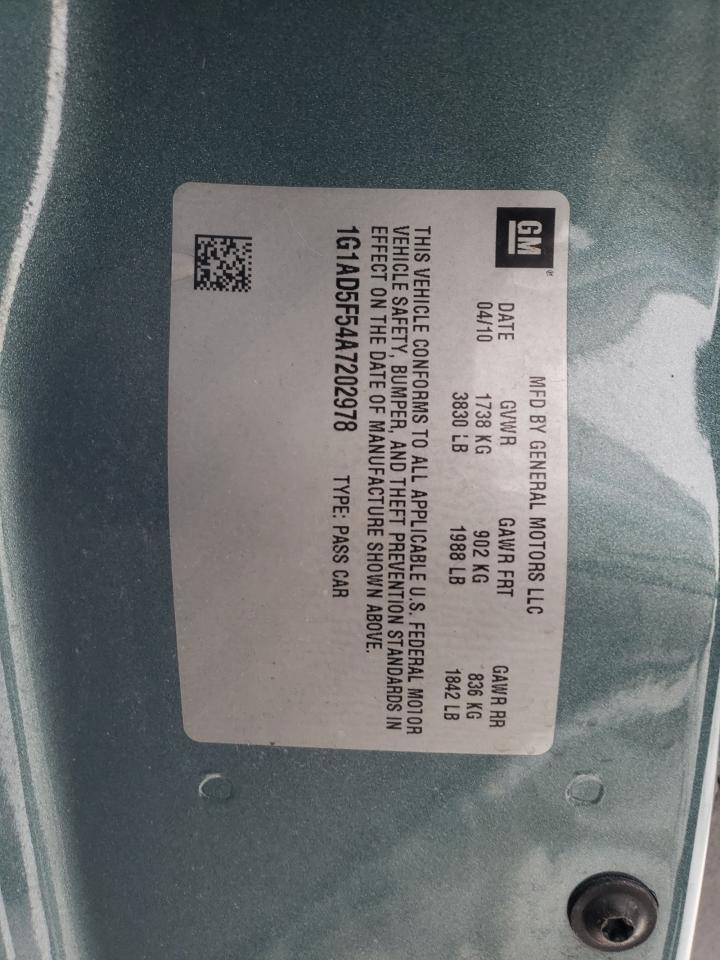 GM
MFD BY GENERAL MOTORS LLC
DATE GVWR GAWR FRT GAWR RR
04/10 1738 KG 902 KG 836 KG
3830 LB 1988 LB 1842 LB
THIS VEHICLE CONFORMS TO ALL APPLICABLE U.S. FEDERAL MOTOR
VEHICLE SAFETY, BUMPER, AND THEFT PREVENTION STANDARDS IN
EFFECT ON THE DATE OF MANUFACTURE SHOWN ABOVE.
1G1AD5F54A7202978 TYPE: PASS CAR